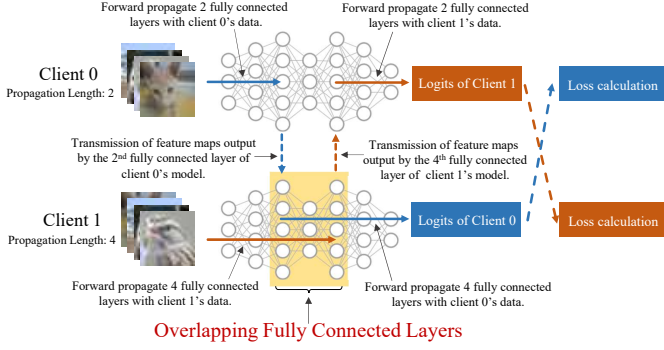 Forward propagate 2 fully connected
layers with client 0's data.
Forward propagate 2 fully connected
layers with client 1's data.
Client 0
Propagation Length: 2
Logits of Client 1
Loss calculation
Transmission of feature maps output
by the 2nd fully connected layer of
client 0's model.
Transmission of feature maps
output by the 4th fully connected
layer of client 1's model.
Client 1
Propagation Length: 4
Logits of Client 0
Loss calculation
Forward propagate 4 fully connected
layers with client 1's data.
Forward propagate 4 fully connected
layers with client 0's data.
Overlapping Fully Connected Layers